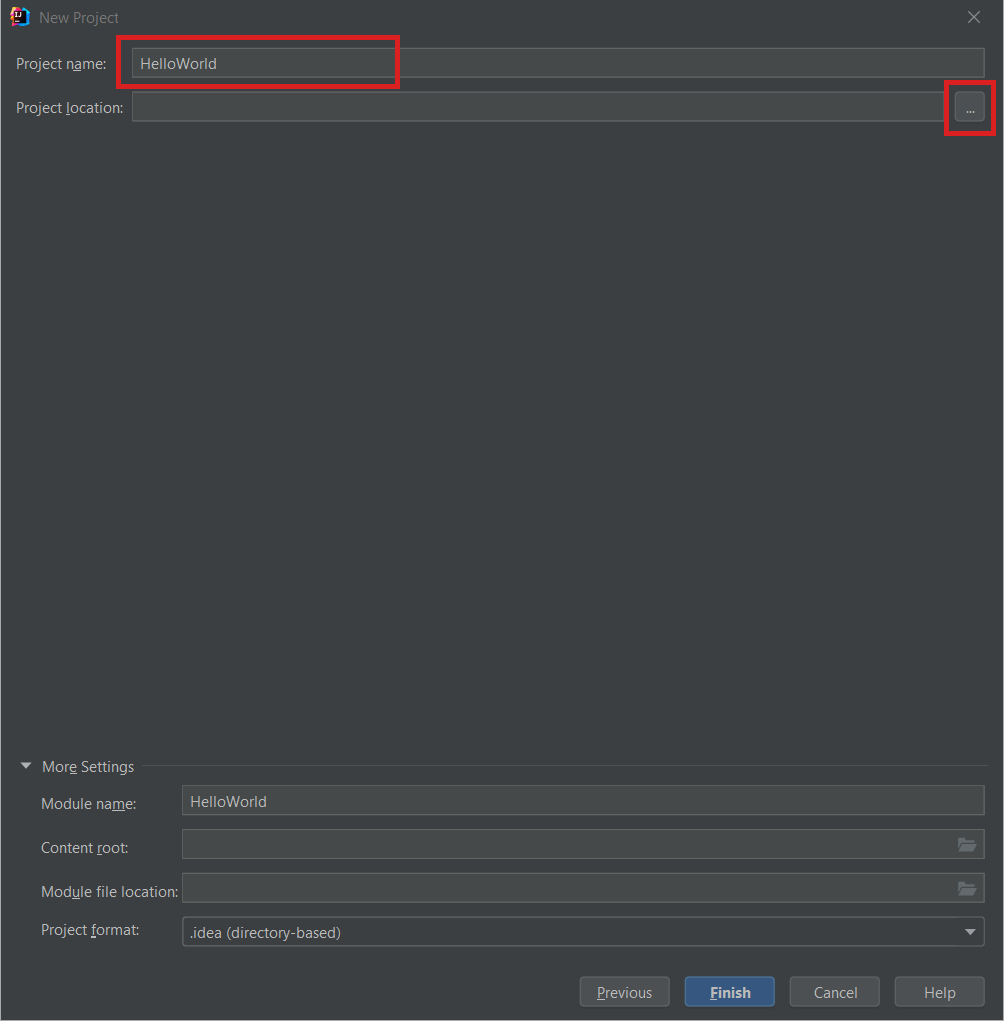 New Project
Project name: HelloWorld
Project location: ...
More Settings
Module name: HelloWorld
Content root:
Module file location:
Project format: .idea (directory-based)
Previous Finish Cancel Help